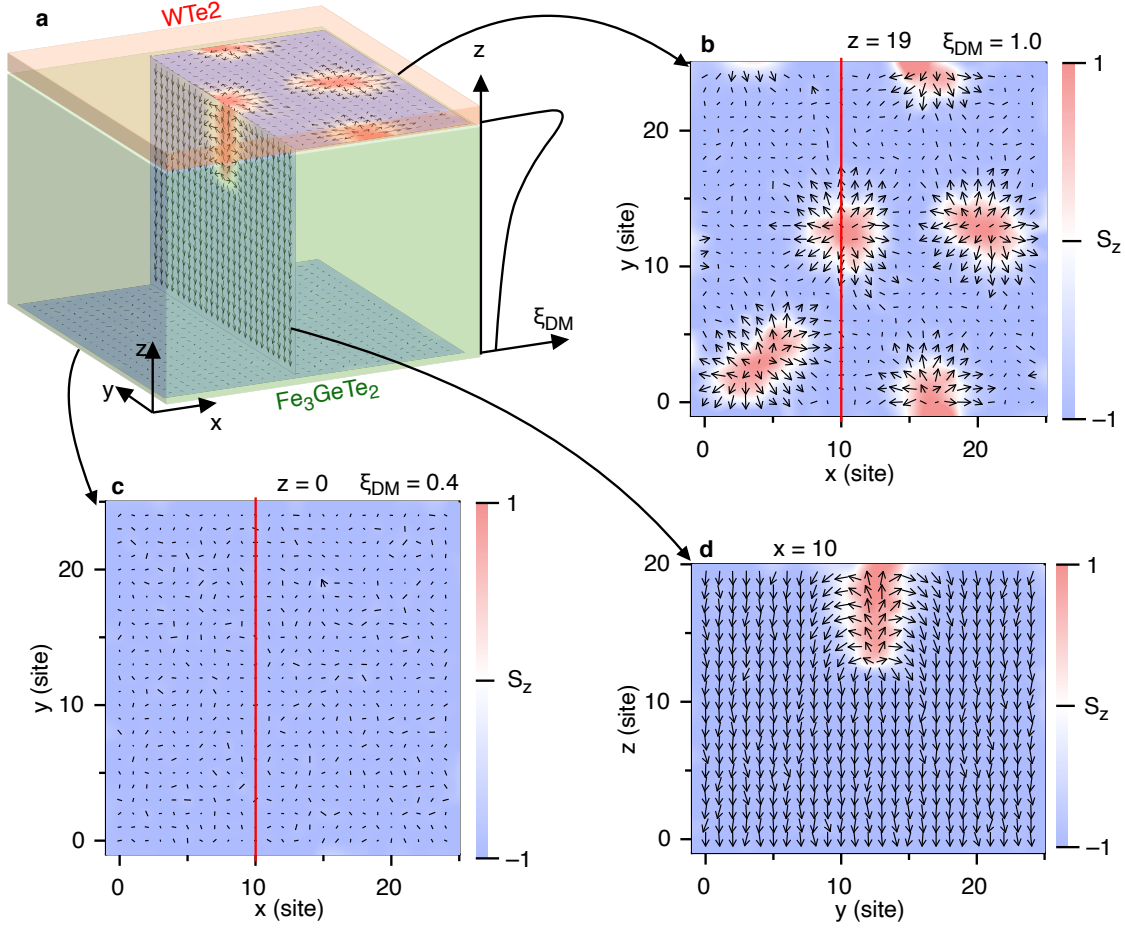 a
WTe2
z
ξDM
z
y
x
Fe3GeTe2
b
z = 19 ξDM = 1.0
20
10
0
y (site)
0 10 20
x (site)
1
Sz
−1
c
z = 0 ξDM = 0.4
20
10
0
y (site)
0 10 20
x (site)
1
Sz
−1
d
x = 10
20
10
0
z (site)
0 10 20
y (site)
1
Sz
−1